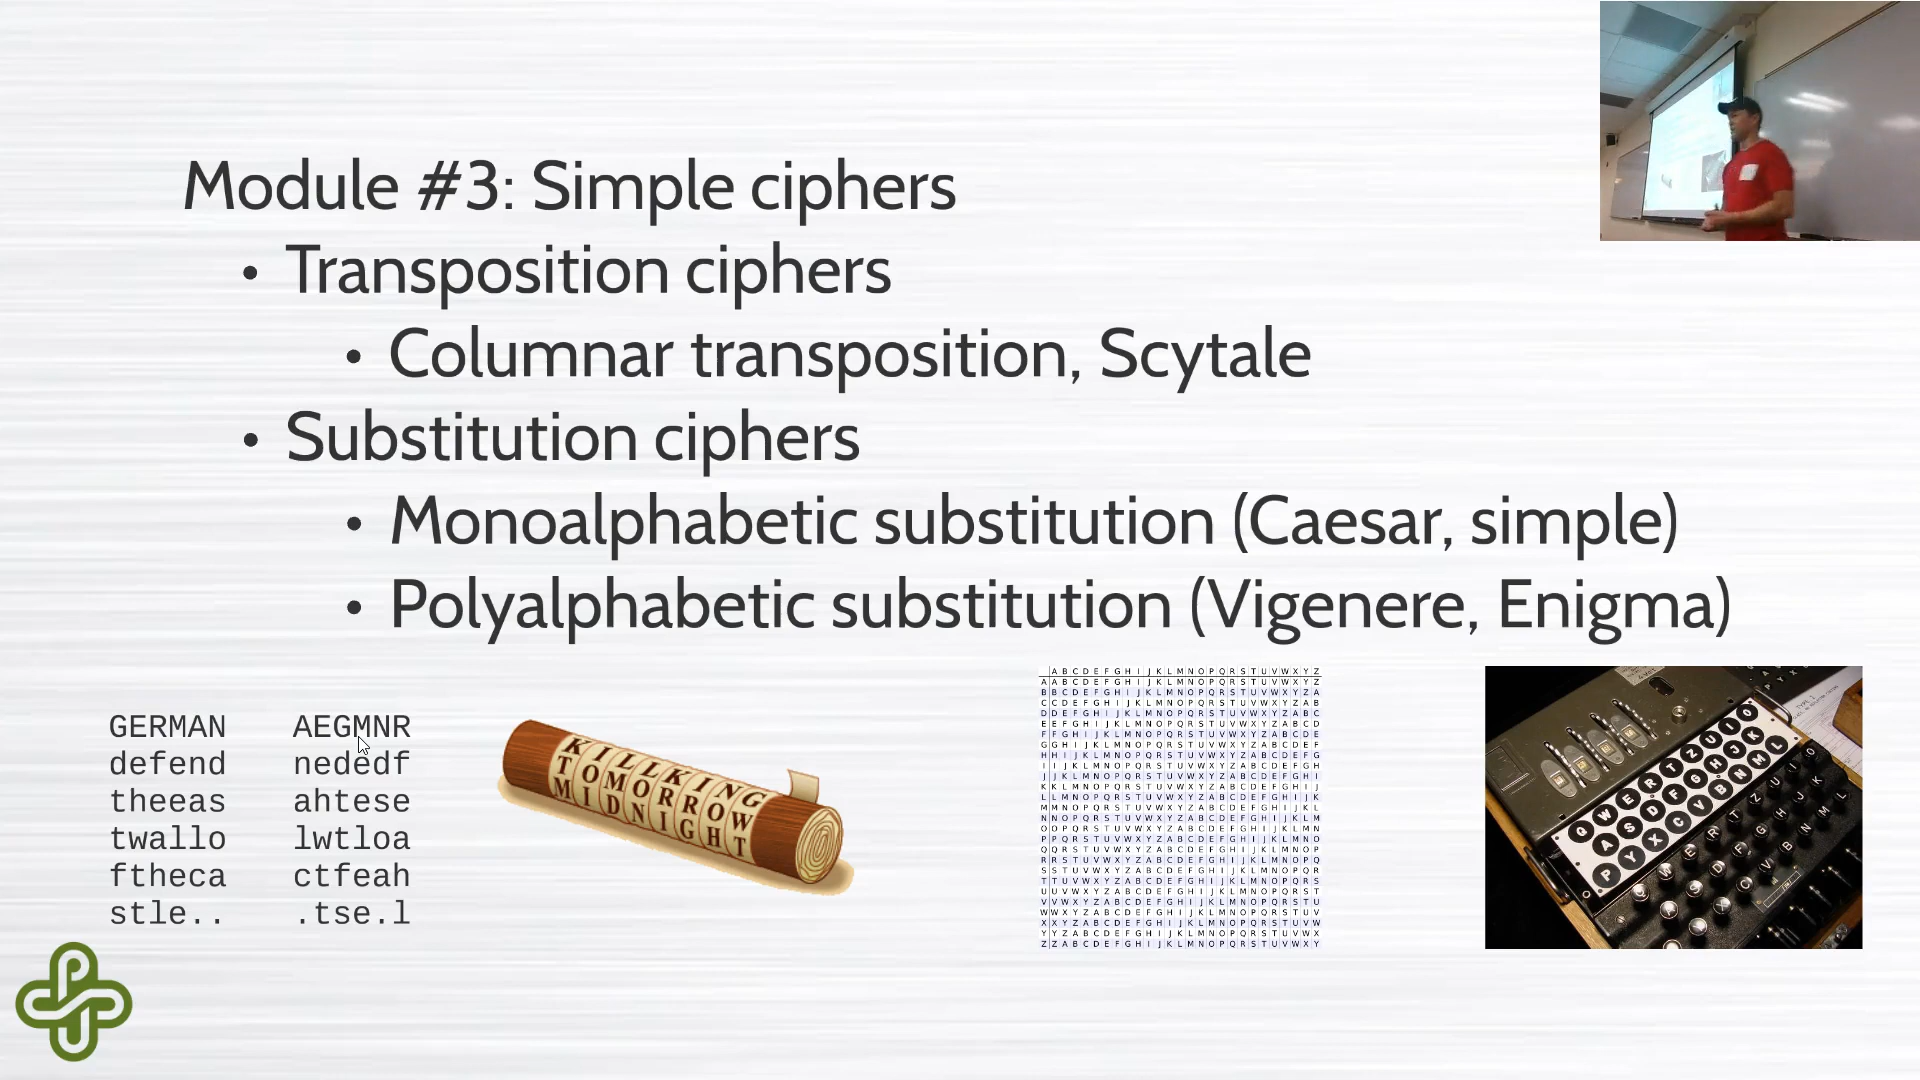 Module #3: Simple ciphers
• Transposition ciphers
• Columnar transposition, Scytale
• Substitution ciphers
• Monoalphabetic substitution (Caesar, simple)
• Polyalphabetic substitution (Vigenere, Enigma)
GERMAN AEGMNR
defend nededf
theeas ahtese
twallo lwtloa
ftheca ctfeah
stle.. .tse.l
KILLKING
TOMORROW
MIDNIGHT
A B C D E F G H I J K L M N O P Q R S T U V W X Y Z
A A B C D E F G H I J K L M N O P Q R S T U V W X Y Z
B B C D E F G H I J K L M N O P Q R S T U V W X Y Z A
C C D E F G H I J K L M N O P Q R S T U V W X Y Z A B
D D E F G H I J K L M N O P Q R S T U V W X Y Z A B C
E E F G H I J K L M N O P Q R S T U V W X Y Z A B C D
F F G H I J K L M N O P Q R S T U V W X Y Z A B C D E
G G H I J K L M N O P Q R S T U V W X Y Z A B C D E F
H H I J K L M N O P Q R S T U V W X Y Z A B C D E F G
I I J K L M N O P Q R S T U V W X Y Z A B C D E F G H
J J K L M N O P Q R S T U V W X Y Z A B C D E F G H I
K K L M N O P Q R S T U V W X Y Z A B C D E F G H I J
L L M N O P Q R S T U V W X Y Z A B C D E F G H I J K
M M N O P Q R S T U V W X Y Z A B C D E F G H I J K L
N N O P Q R S T U V W X Y Z A B C D E F G H I J K L M
O O P Q R S T U V W X Y Z A B C D E F G H I J K L M N
P P Q R S T U V W X Y Z A B C D E F G H I J K L M N O
Q Q R S T U V W X Y Z A B C D E F G H I J K L M N O P
R R S T U V W X Y Z A B C D E F G H I J K L M N O P Q
S S T U V W X Y Z A B C D E F G H I J K L M N O P Q R
T T U V W X Y Z A B C D E F G H I J K L M N O P Q R S
U U V W X Y Z A B C D E F G H I J K L M N O P Q R S T
V V W X Y Z A B C D E F G H I J K L M N O P Q R S T U
W W X Y Z A B C D E F G H I J K L M N O P Q R S T U V
X X Y Z A B C D E F G H I J K L M N O P Q R S T U V W
Y Y Z A B C D E F G H I J K L M N O P Q R S T U V W X
Z Z A B C D E F G H I J K L M N O P Q R S T U V W X Y
Q W E R T Z U I O
A S D F G H J K
P Y X C V B N M L